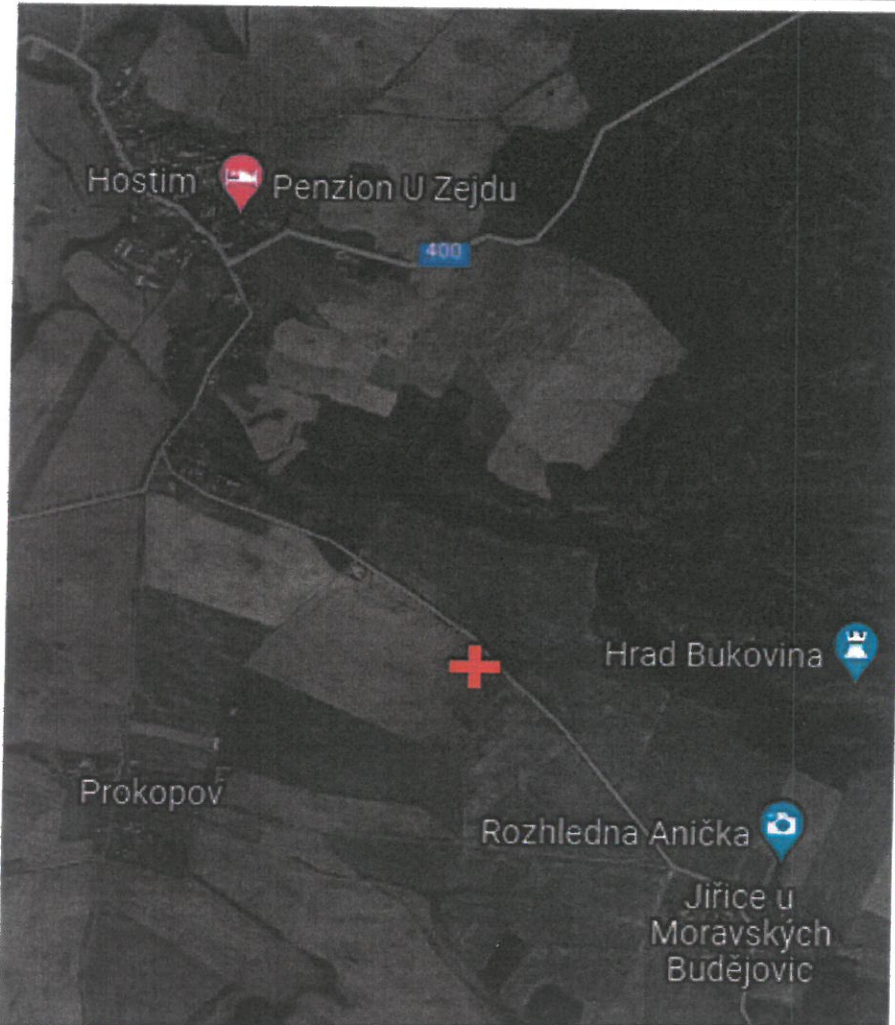 Hostim
Penzion U Zejdu
400
Hrad Bukovina
Prokopov
Rozhledna Anička
Jiřice u
Moravských
Budějovic